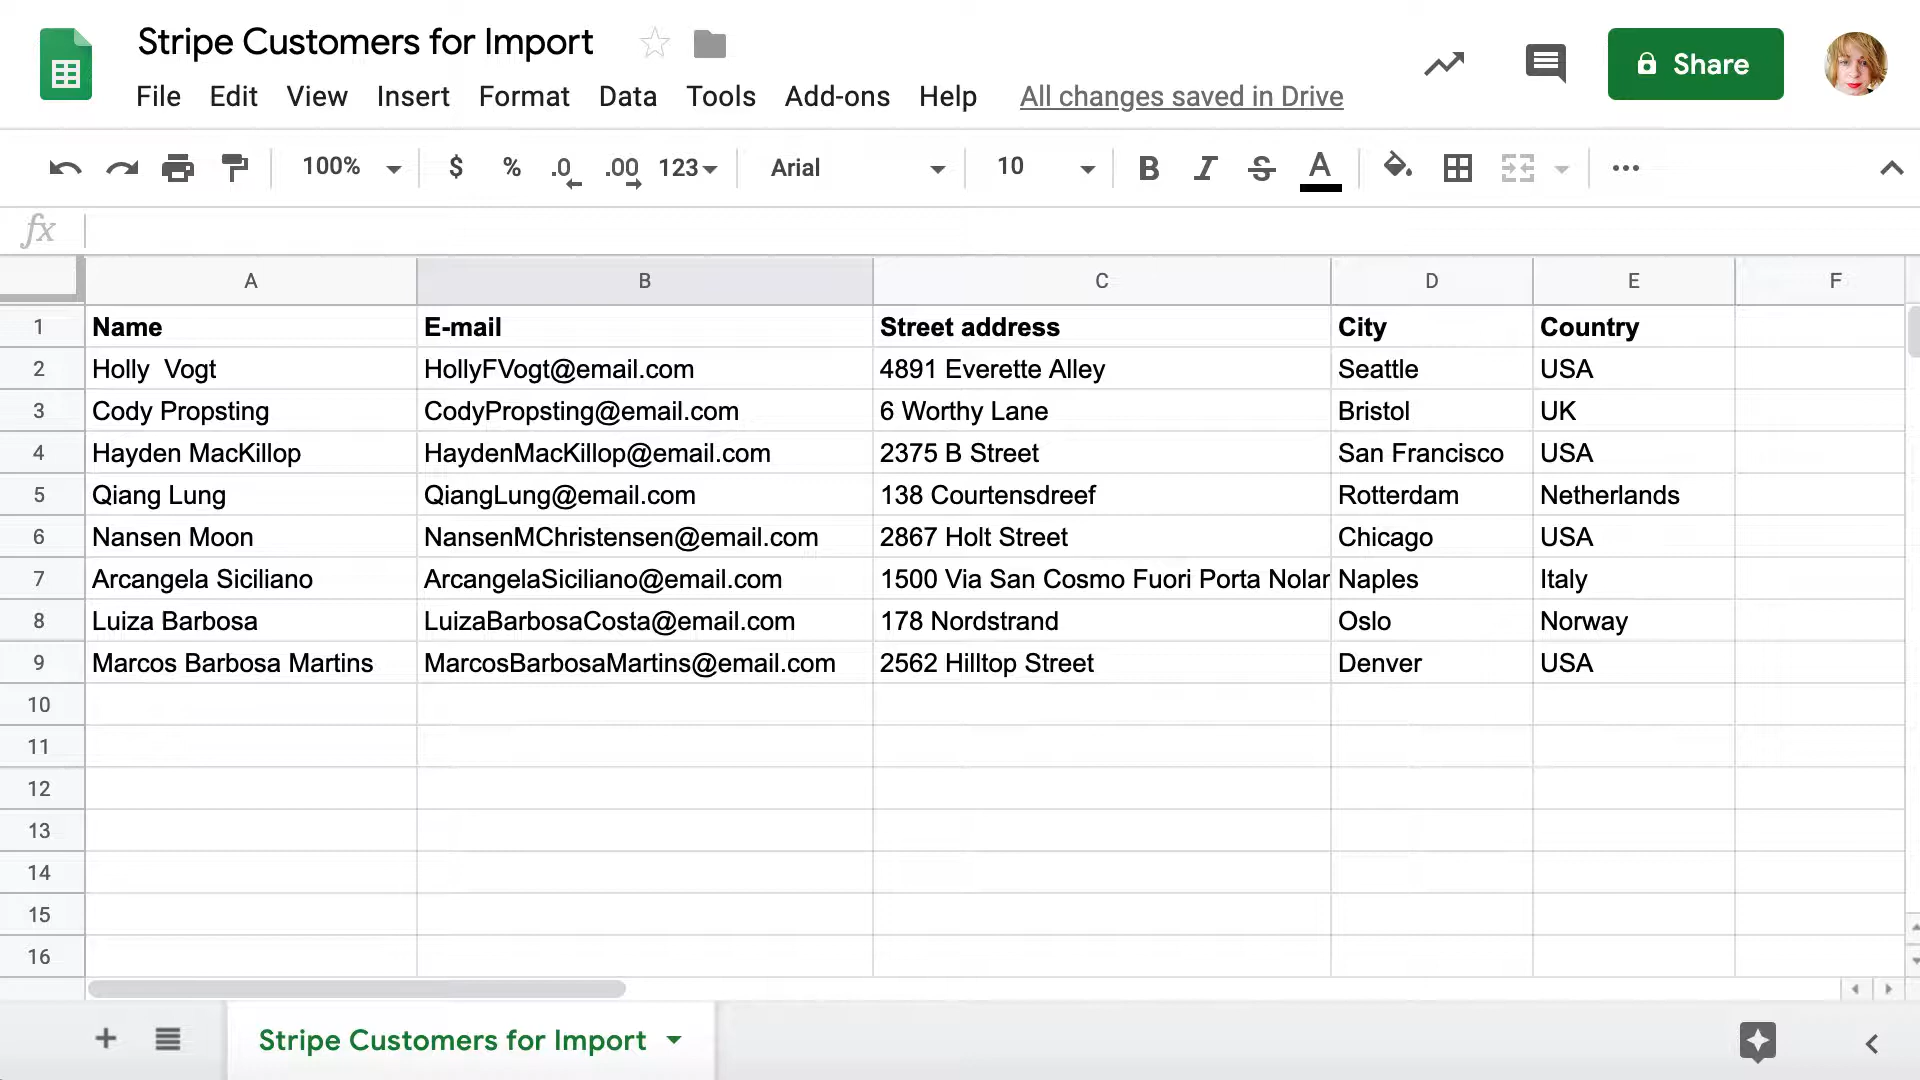 Stripe Customers for Import
File Edit View Insert Format Data Tools Add-ons Help All changes saved in Drive
Share
100% $ % .0 .00 123 Arial 10 B I S A
fx
A B C D E F
1 Name E-mail Street address City Country
2 Holly  Vogt HollyFVogt@email.com 4891 Everette Alley Seattle USA
3 Cody Propsting CodyPropsting@email.com 6 Worthy Lane Bristol UK
4 Hayden MacKillop HaydenMacKillop@email.com 2375 B Street San Francisco USA
5 Qiang Lung QiangLung@email.com 138 Courtensdreef Rotterdam Netherlands
6 Nansen Moon NansenMChristensen@email.com 2867 Holt Street Chicago USA
7 Arcangela Siciliano ArcangelaSiciliano@email.com 1500 Via San Cosmo Fuori Porta Nolar Naples Italy
8 Luiza Barbosa LuizaBarbosaCosta@email.com 178 Nordstrand Oslo Norway
9 Marcos Barbosa Martins MarcosBarbosaMartins@email.com 2562 Hilltop Street Denver USA
10
11
12
13
14
15
16
Stripe Customers for Import